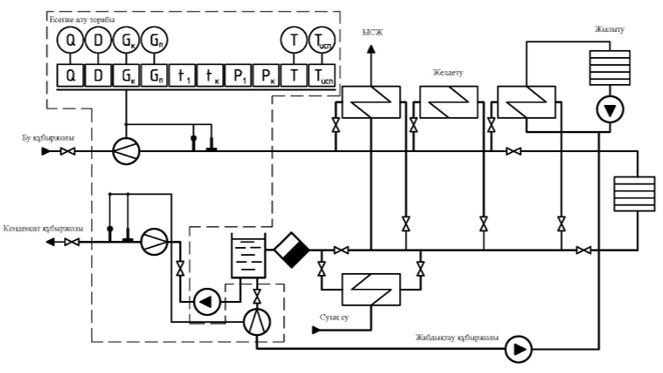 Есепке алу торабы
Q D Gк Gп T Tисп
Q D Gк Gп t1 tк P1 Pк T Tисп
ЫСЖ
Желдету
Жылыту
Бу құбыржолы
Конденсат құбыржолы
Суық су
Жабдықтау құбыржолы